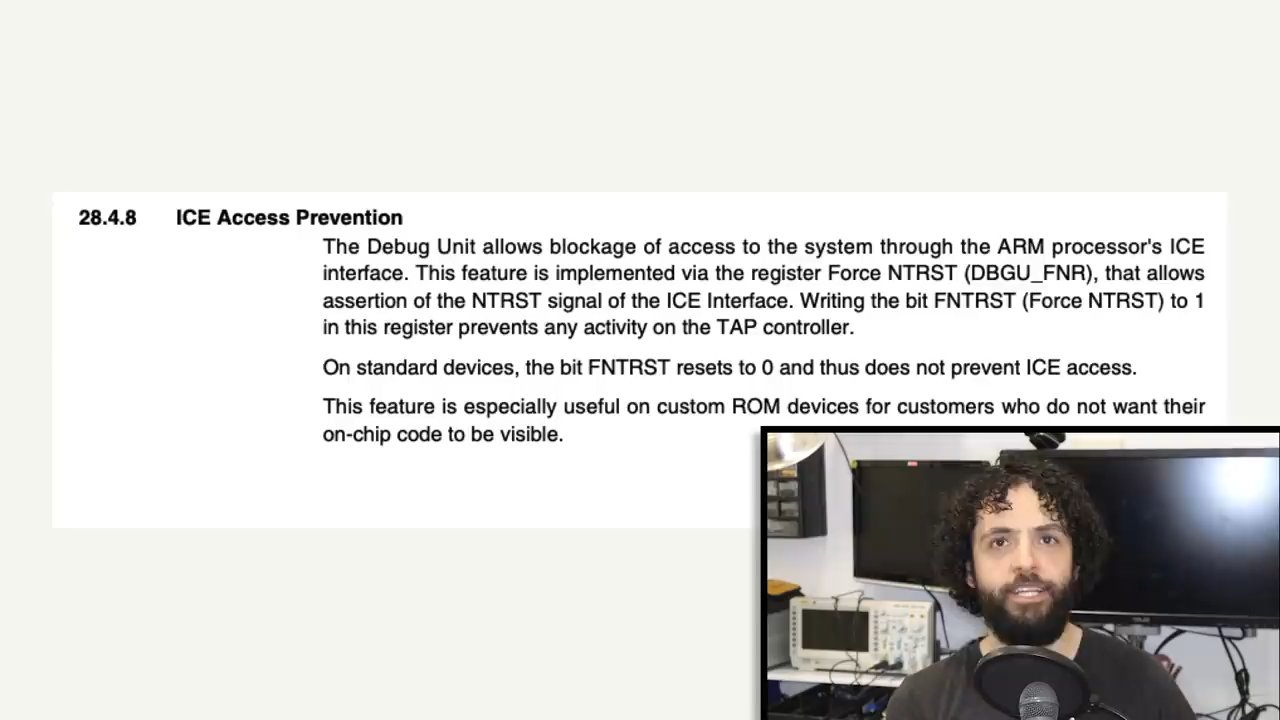 28.4.8 ICE Access Prevention
The Debug Unit allows blockage of access to the system through the ARM processor's ICE
interface. This feature is implemented via the register Force NTRST (DBGU_FNR), that allows
assertion of the NTRST signal of the ICE Interface. Writing the bit FNTRST (Force NTRST) to 1
in this register prevents any activity on the TAP controller.
On standard devices, the bit FNTRST resets to 0 and thus does not prevent ICE access.
This feature is especially useful on custom ROM devices for customers who do not want their
on-chip code to be visible.